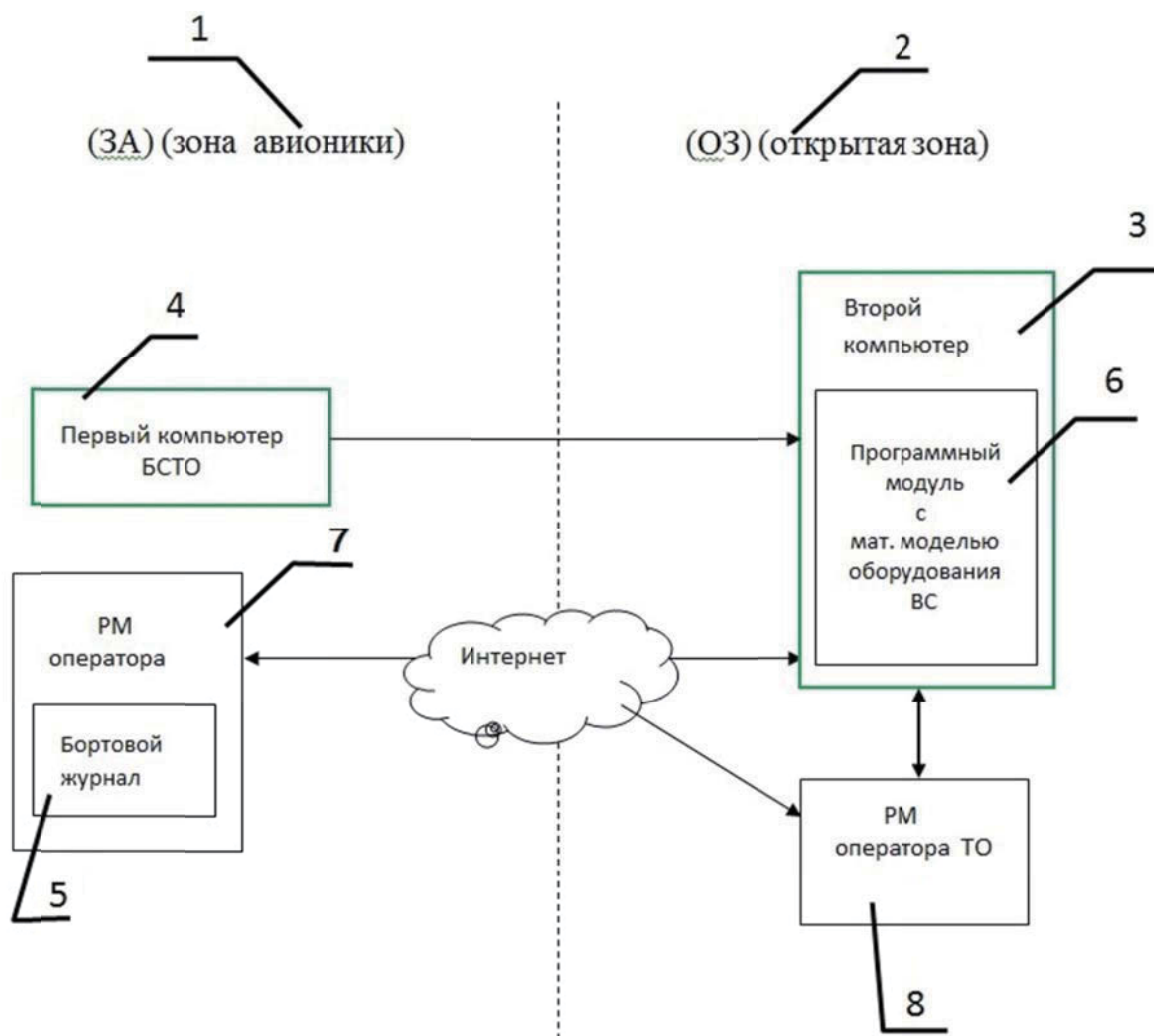 1
2
(ЗА) (зона авионики)
(ОЗ) (открытая зона)
3
4
Второй
компьютер
6
Первый компьютер
БСТО
Программный
модуль
с
мат. моделью
оборудования
ВС
7
РМ
оператора
Интернет
Бортовой
журнал
РМ
оператора ТО
5
8